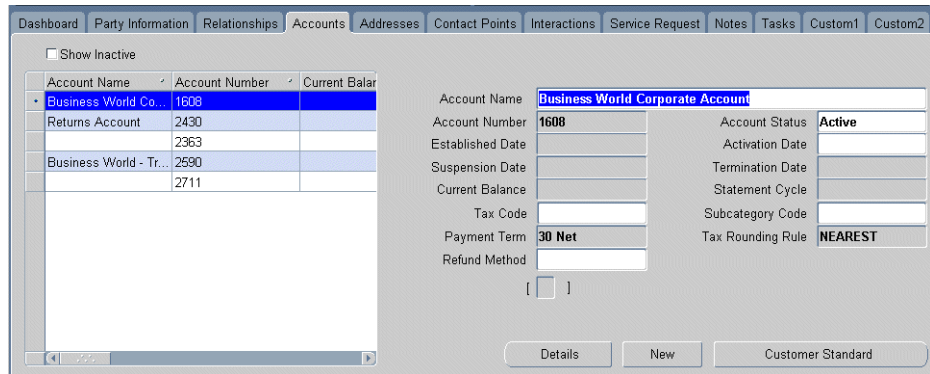 Dashboard Party Information Relationships Accounts Addresses Contact Points Interactions Service Request Notes Tasks Custom1 Custom2
Show Inactive
Account Name Account Number Current Balar
Business World Co... 1608
Returns Account 2430
2363
Business World - Tr... 2590
2711
Account Name Business World Corporate Account
Account Number 1608 Account Status Active
Established Date Activation Date
Suspension Date Termination Date
Current Balance Statement Cycle
Tax Code Subcategory Code
Payment Term 30 Net Tax Rounding Rule NEAREST
Refund Method
[ ]
Details New Customer Standard